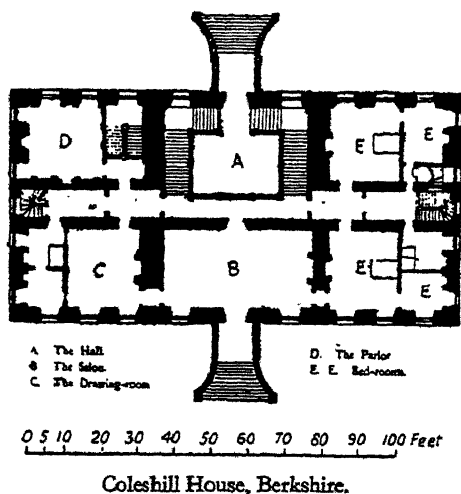 D
E
E
A
C
B
E
E
A The Hall.
B The Salon.
C. The Drawing-room
D. The Parlor
E. E. Bed-rooms.
0 5 10 20 30 40 50 60 70 80 90 100 Feet
Coleshill House, Berkshire.